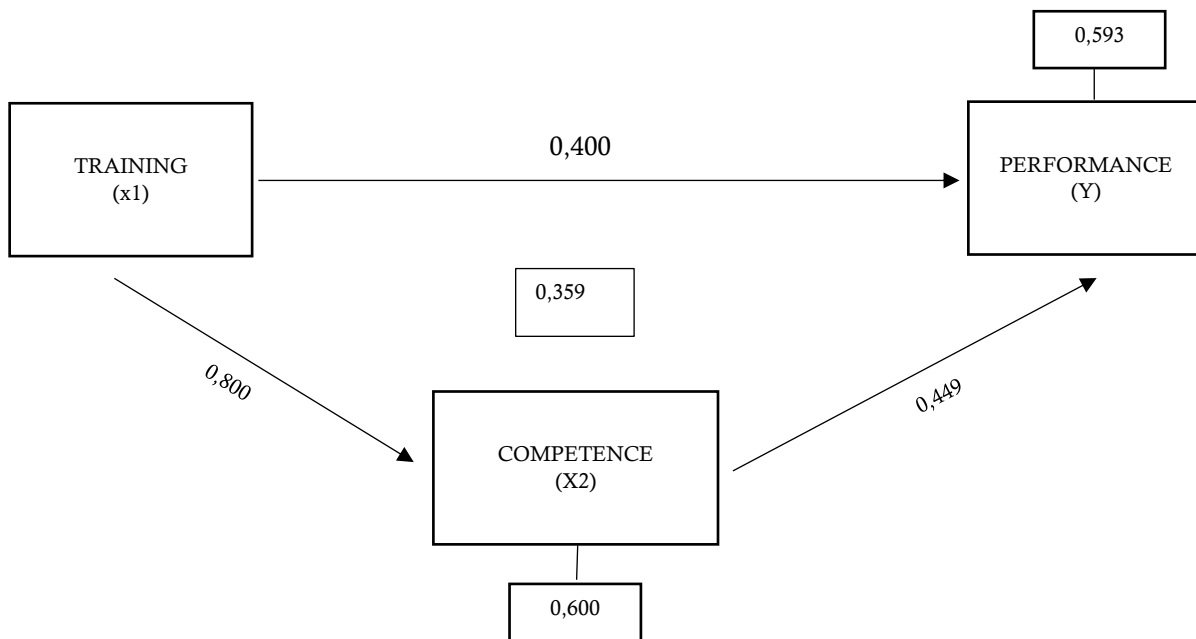 0,593
TRAINING
(x1)
0,400
PERFORMANCE
(Y)
0,359
0,800
0,449
COMPETENCE
(X2)
0,600